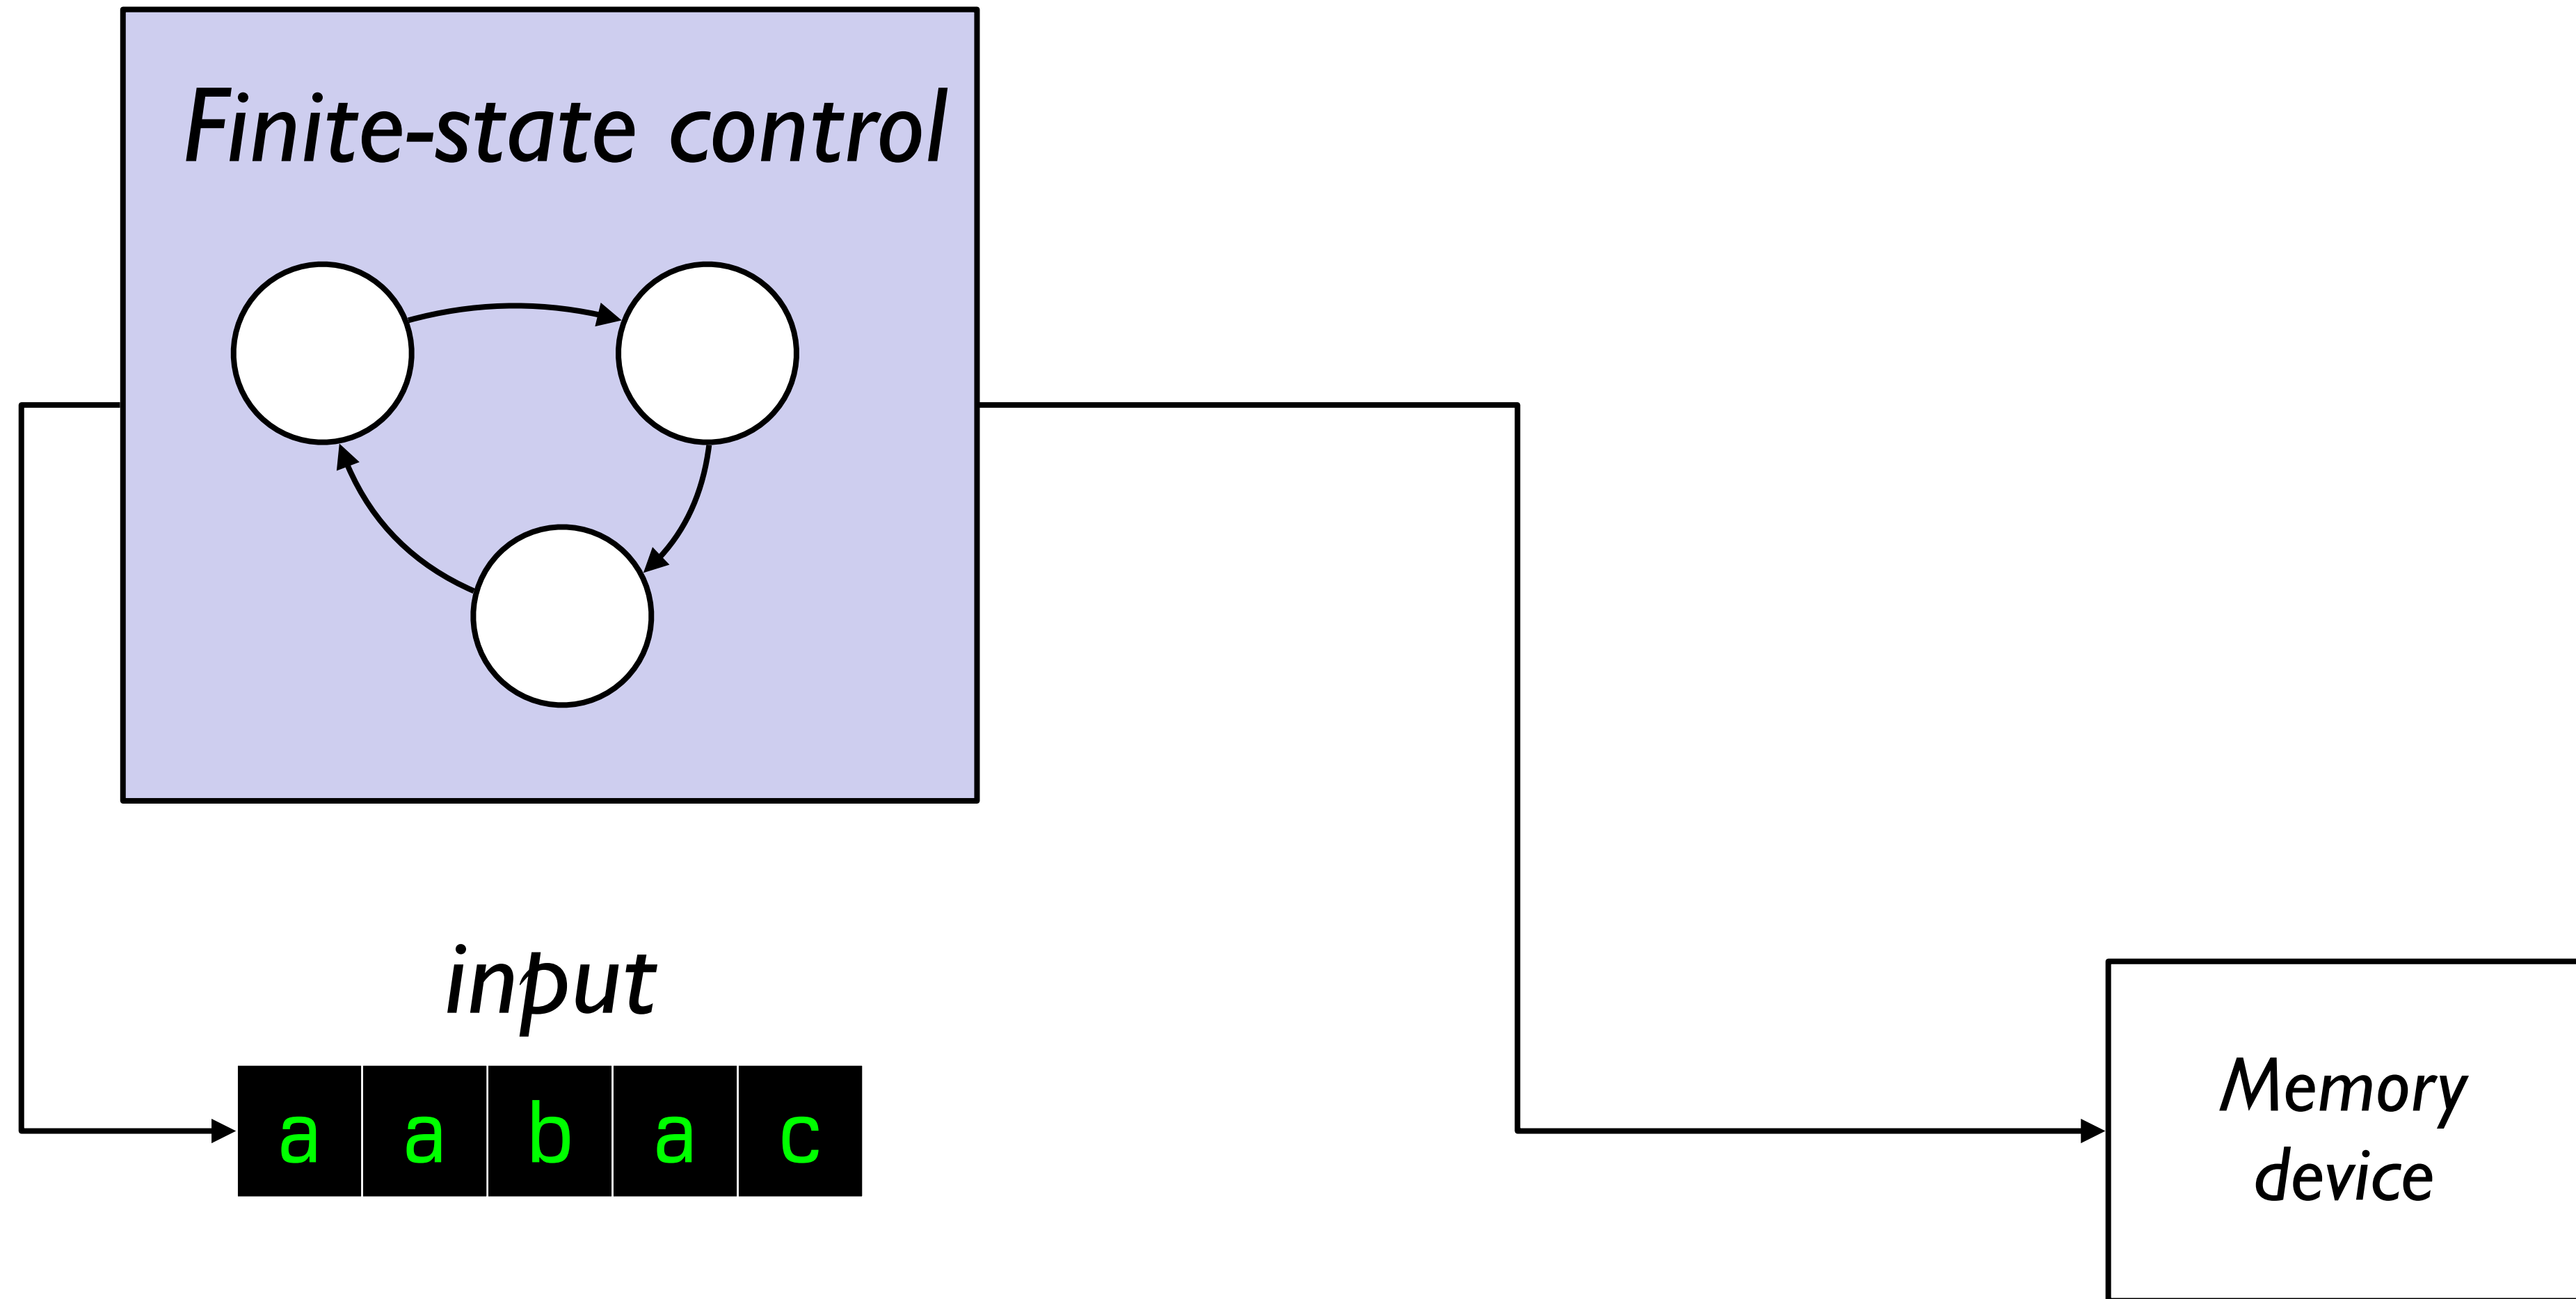 Finite-state control
input
a a b a c
Memory
device